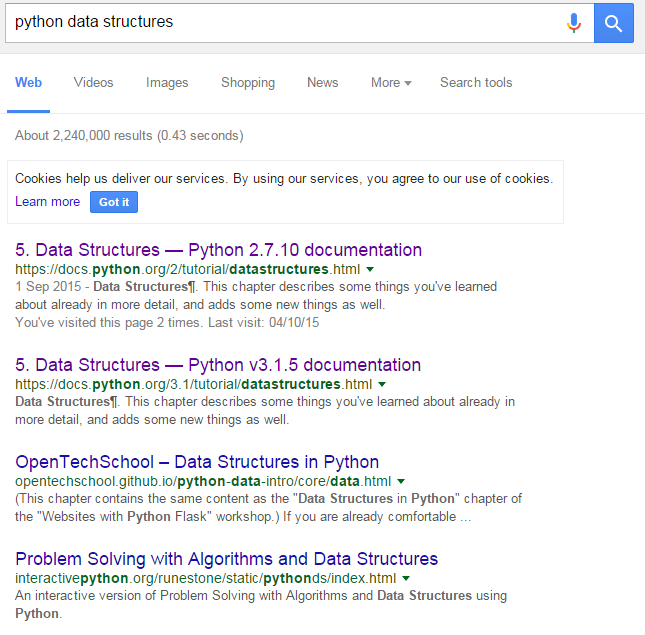 python data structures
Web Videos Images Shopping News More Search tools
About 2,240,000 results (0.43 seconds)
Cookies help us deliver our services. By using our services, you agree to our use of cookies.
Learn more Got it
5. Data Structures — Python 2.7.10 documentation
https://docs.python.org/2/tutorial/datastructures.html
1 Sep 2015 - Data Structures¶. This chapter describes some things you've learned
about already in more detail, and adds some new things as well.
You've visited this page 2 times. Last visit: 04/10/15
5. Data Structures — Python v3.1.5 documentation
https://docs.python.org/3.1/tutorial/datastructures.html
Data Structures¶. This chapter describes some things you've learned about already in
more detail, and adds some new things as well.
OpenTechSchool – Data Structures in Python
opentechschool.github.io/python-data-intro/core/data.html
(This chapter contains the same content as the "Data Structures in Python" chapter of
the "Websites with Python Flask" workshop.) If you are already comfortable ...
Problem Solving with Algorithms and Data Structures
interactivepython.org/runestone/static/pythonds/index.html
An interactive version of Problem Solving with Algorithms and Data Structures using
Python.